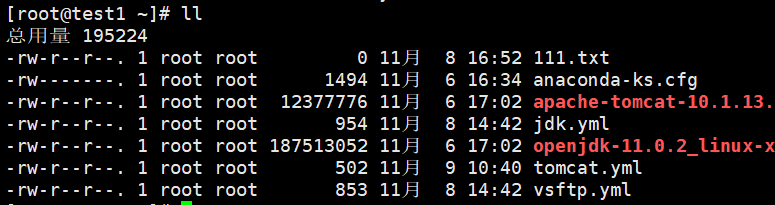 [root@test1 ~]# ll
总用量 195224
-rw-r--r--. 1 root root         0 11月  8 16:52 111.txt
-rw-------. 1 root root      1494 11月  6 16:34 anaconda-ks.cfg
-rw-r--r--. 1 root root  12377776 11月  6 17:02 apache-tomcat-10.1.13.
-rw-r--r--. 1 root root       954 11月  8 14:42 jdk.yml
-rw-r--r--. 1 root root 187513052 11月  6 17:02 openjdk-11.0.2_linux-x
-rw-r--r--. 1 root root       502 11月  9 10:40 tomcat.yml
-rw-r--r--. 1 root root       853 11月  8 14:42 vsftp.yml